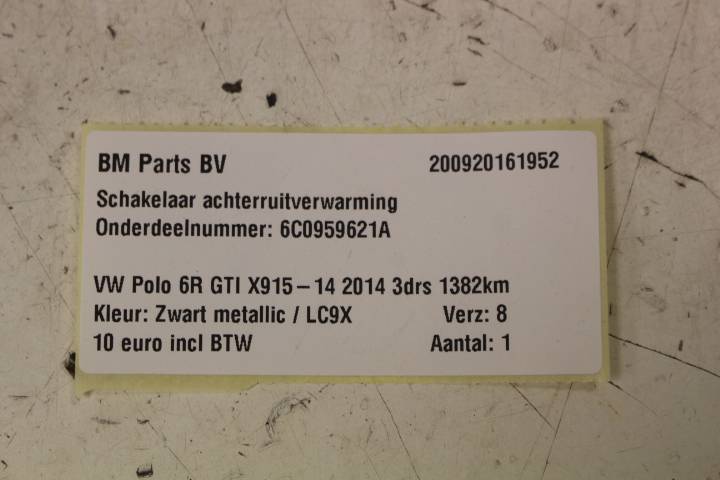 BM Parts BV 200920161952
Schakelaar achterruitverwarming
Onderdeelnummer: 6C0959621A
VW Polo 6R GTI X915-14 2014 3drs 1382km
Kleur: Zwart metallic / LC9X Verz: 8
10 euro incl BTW Aantal: 1